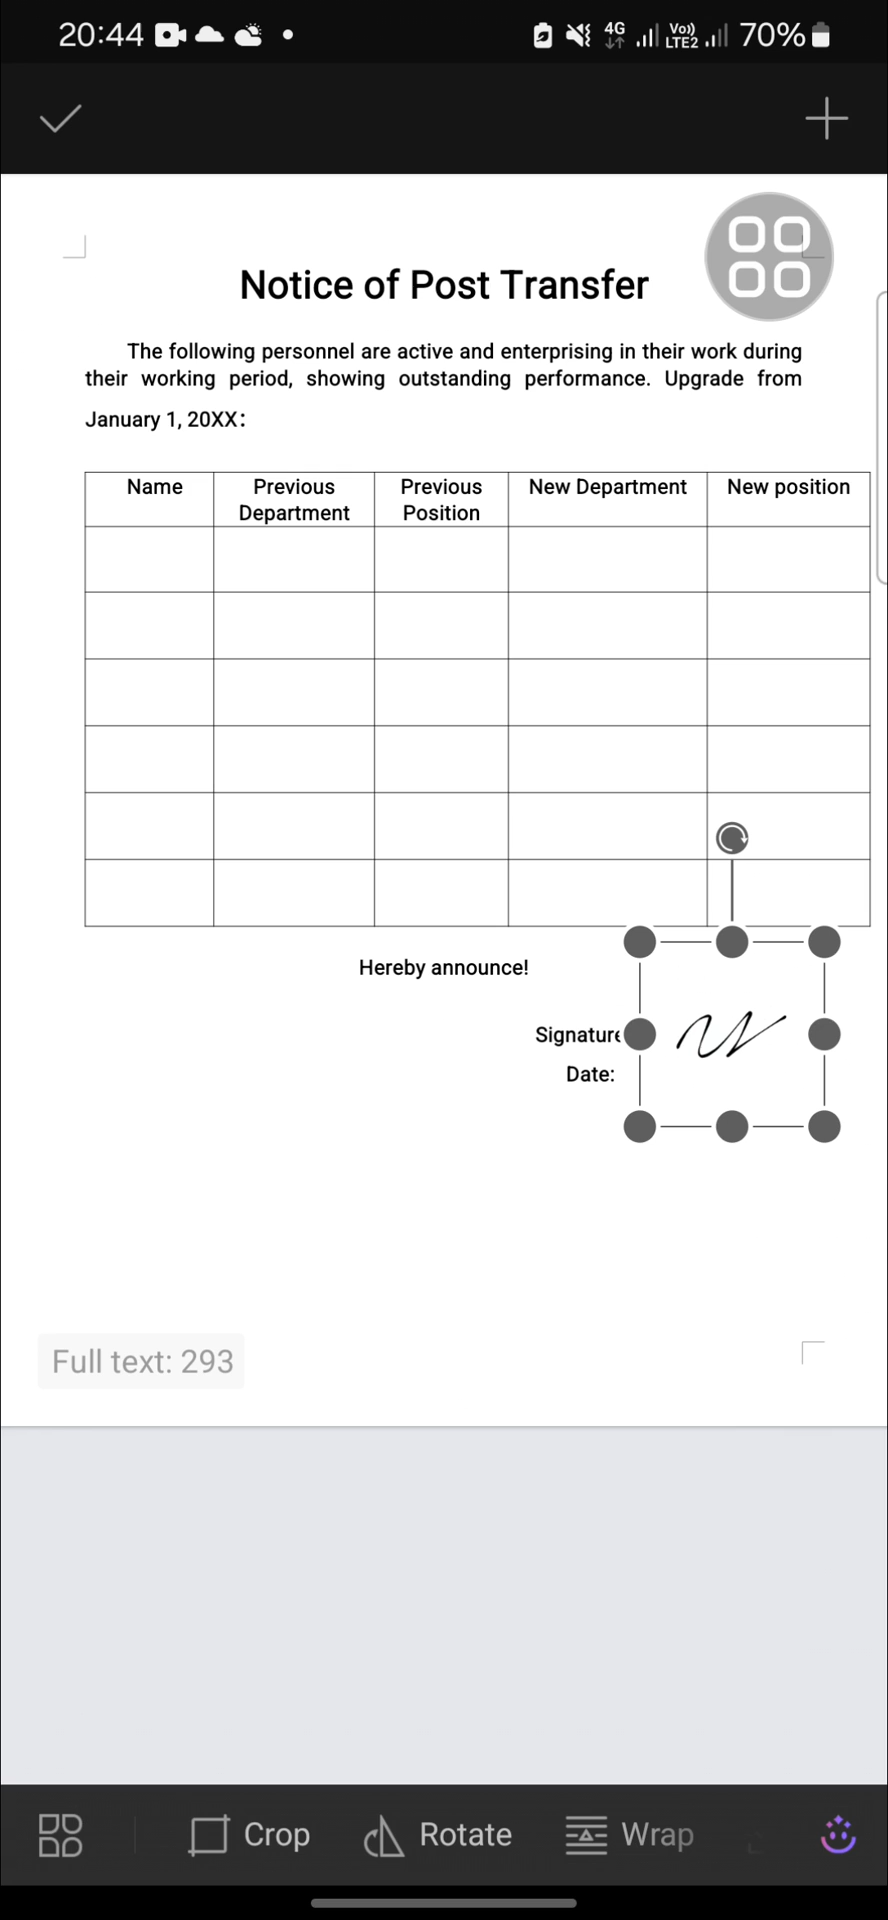 20:44 4G Vo)) LTE2 70%
Notice of Post Transfer
The following personnel are active and enterprising in their work during
their working period, showing outstanding performance. Upgrade from
January 1, 20XX:
Name Previous Department Previous Position New Department New position
Hereby announce!
Signature
Date:
Full text: 293
Crop Rotate Wrap